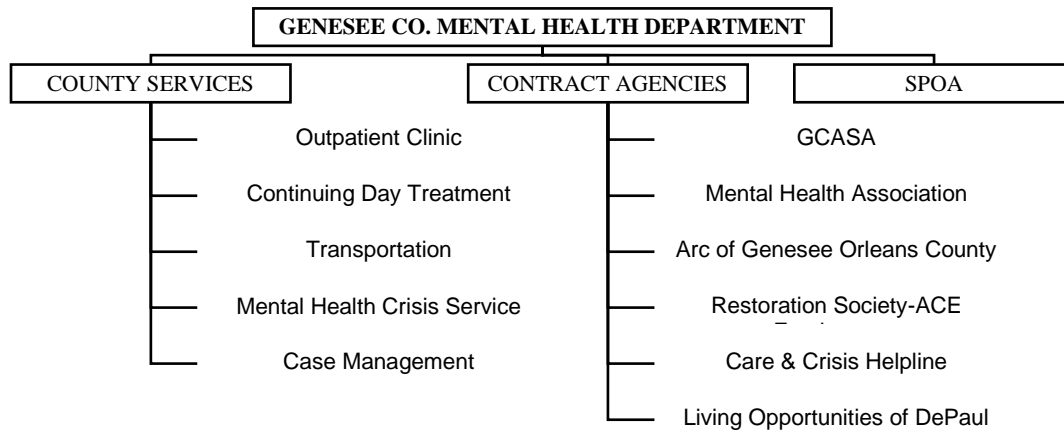 GENESEE CO. MENTAL HEALTH DEPARTMENT
COUNTY SERVICES
Outpatient Clinic
Continuing Day Treatment
Transportation
Mental Health Crisis Service
Case Management
CONTRACT AGENCIES
GCASA
Mental Health Association
Arc of Genesee Orleans County
Restoration Society-ACE
Care & Crisis Helpline
Living Opportunities of DePaul
SPOA